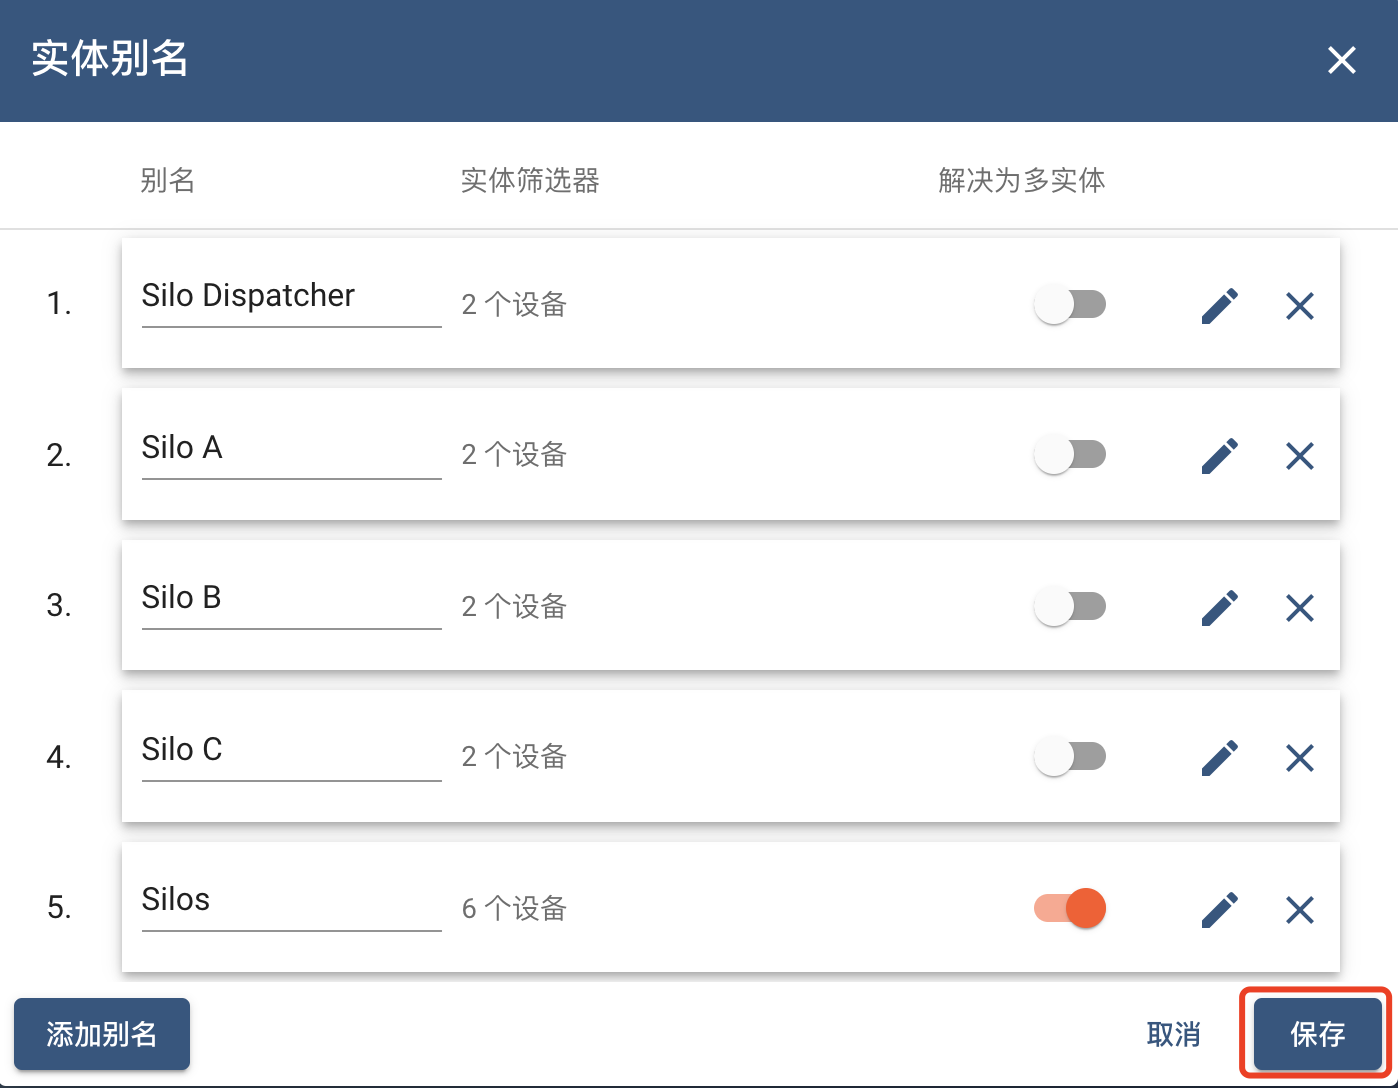 实体别名
别名 实体筛选器 解决为多实体
1. Silo Dispatcher 2 个设备
2. Silo A 2 个设备
3. Silo B 2 个设备
4. Silo C 2 个设备
5. Silos 6 个设备
添加别名 取消 保存